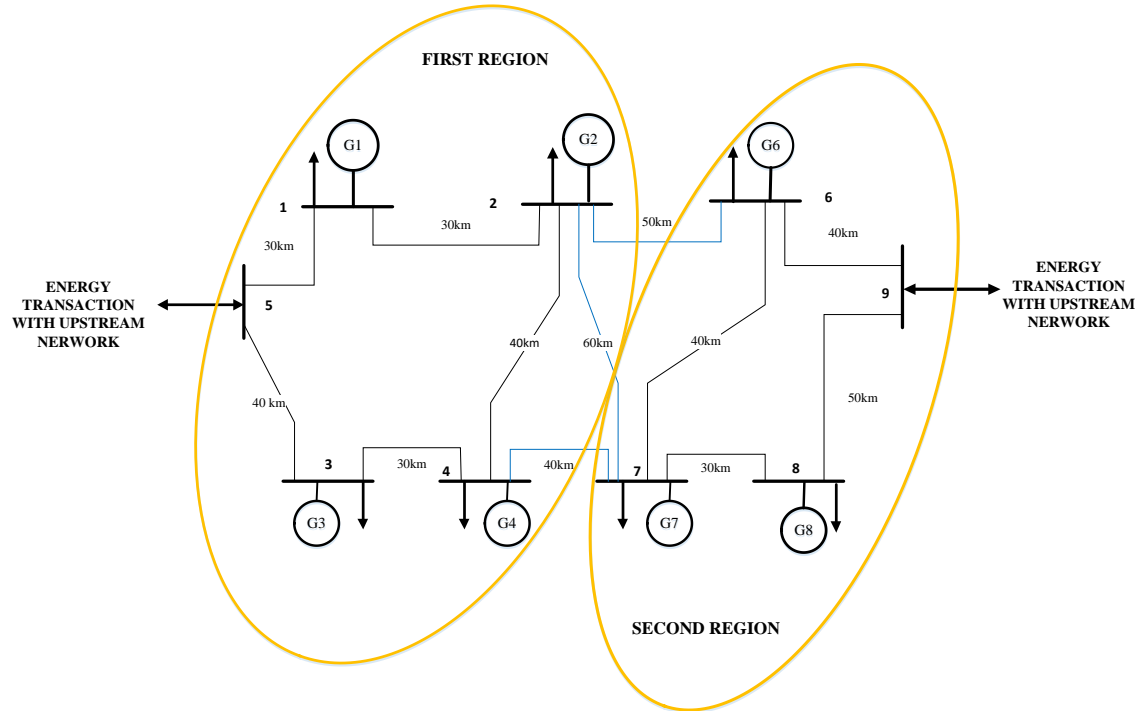 FIRST REGION
G1
G2
G6
1
2
6
30km
50km
30km
40km
ENERGY
TRANSACTION
WITH UPSTREAM
NERWORK
5
9
ENERGY
TRANSACTION
WITH UPSTREAM
NERWORK
40km
60km
40km
40 km
50km
3
30km
4
40km
7
30km
8
G3
G4
G7
G8
SECOND REGION